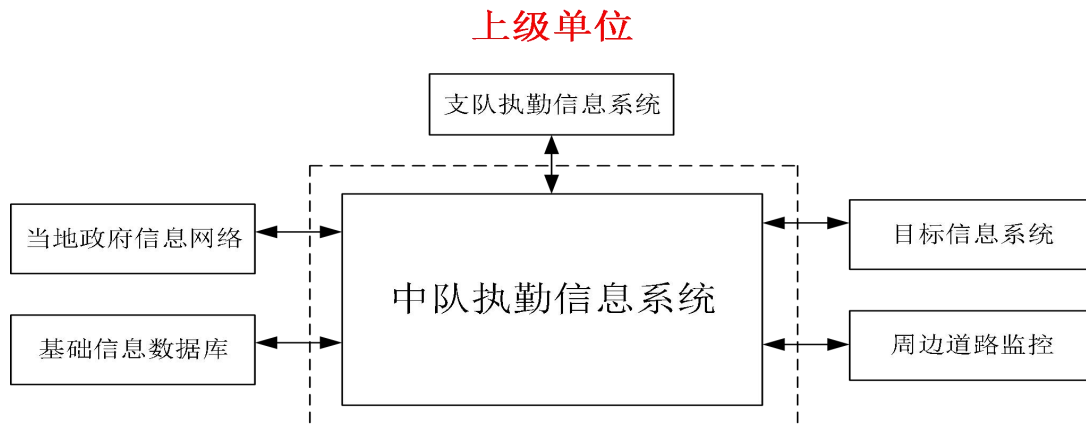 上级单位
支队执勤信息系统
当地政府信息网络
目标信息系统
中队执勤信息系统
基础信息数据库
周边道路监控